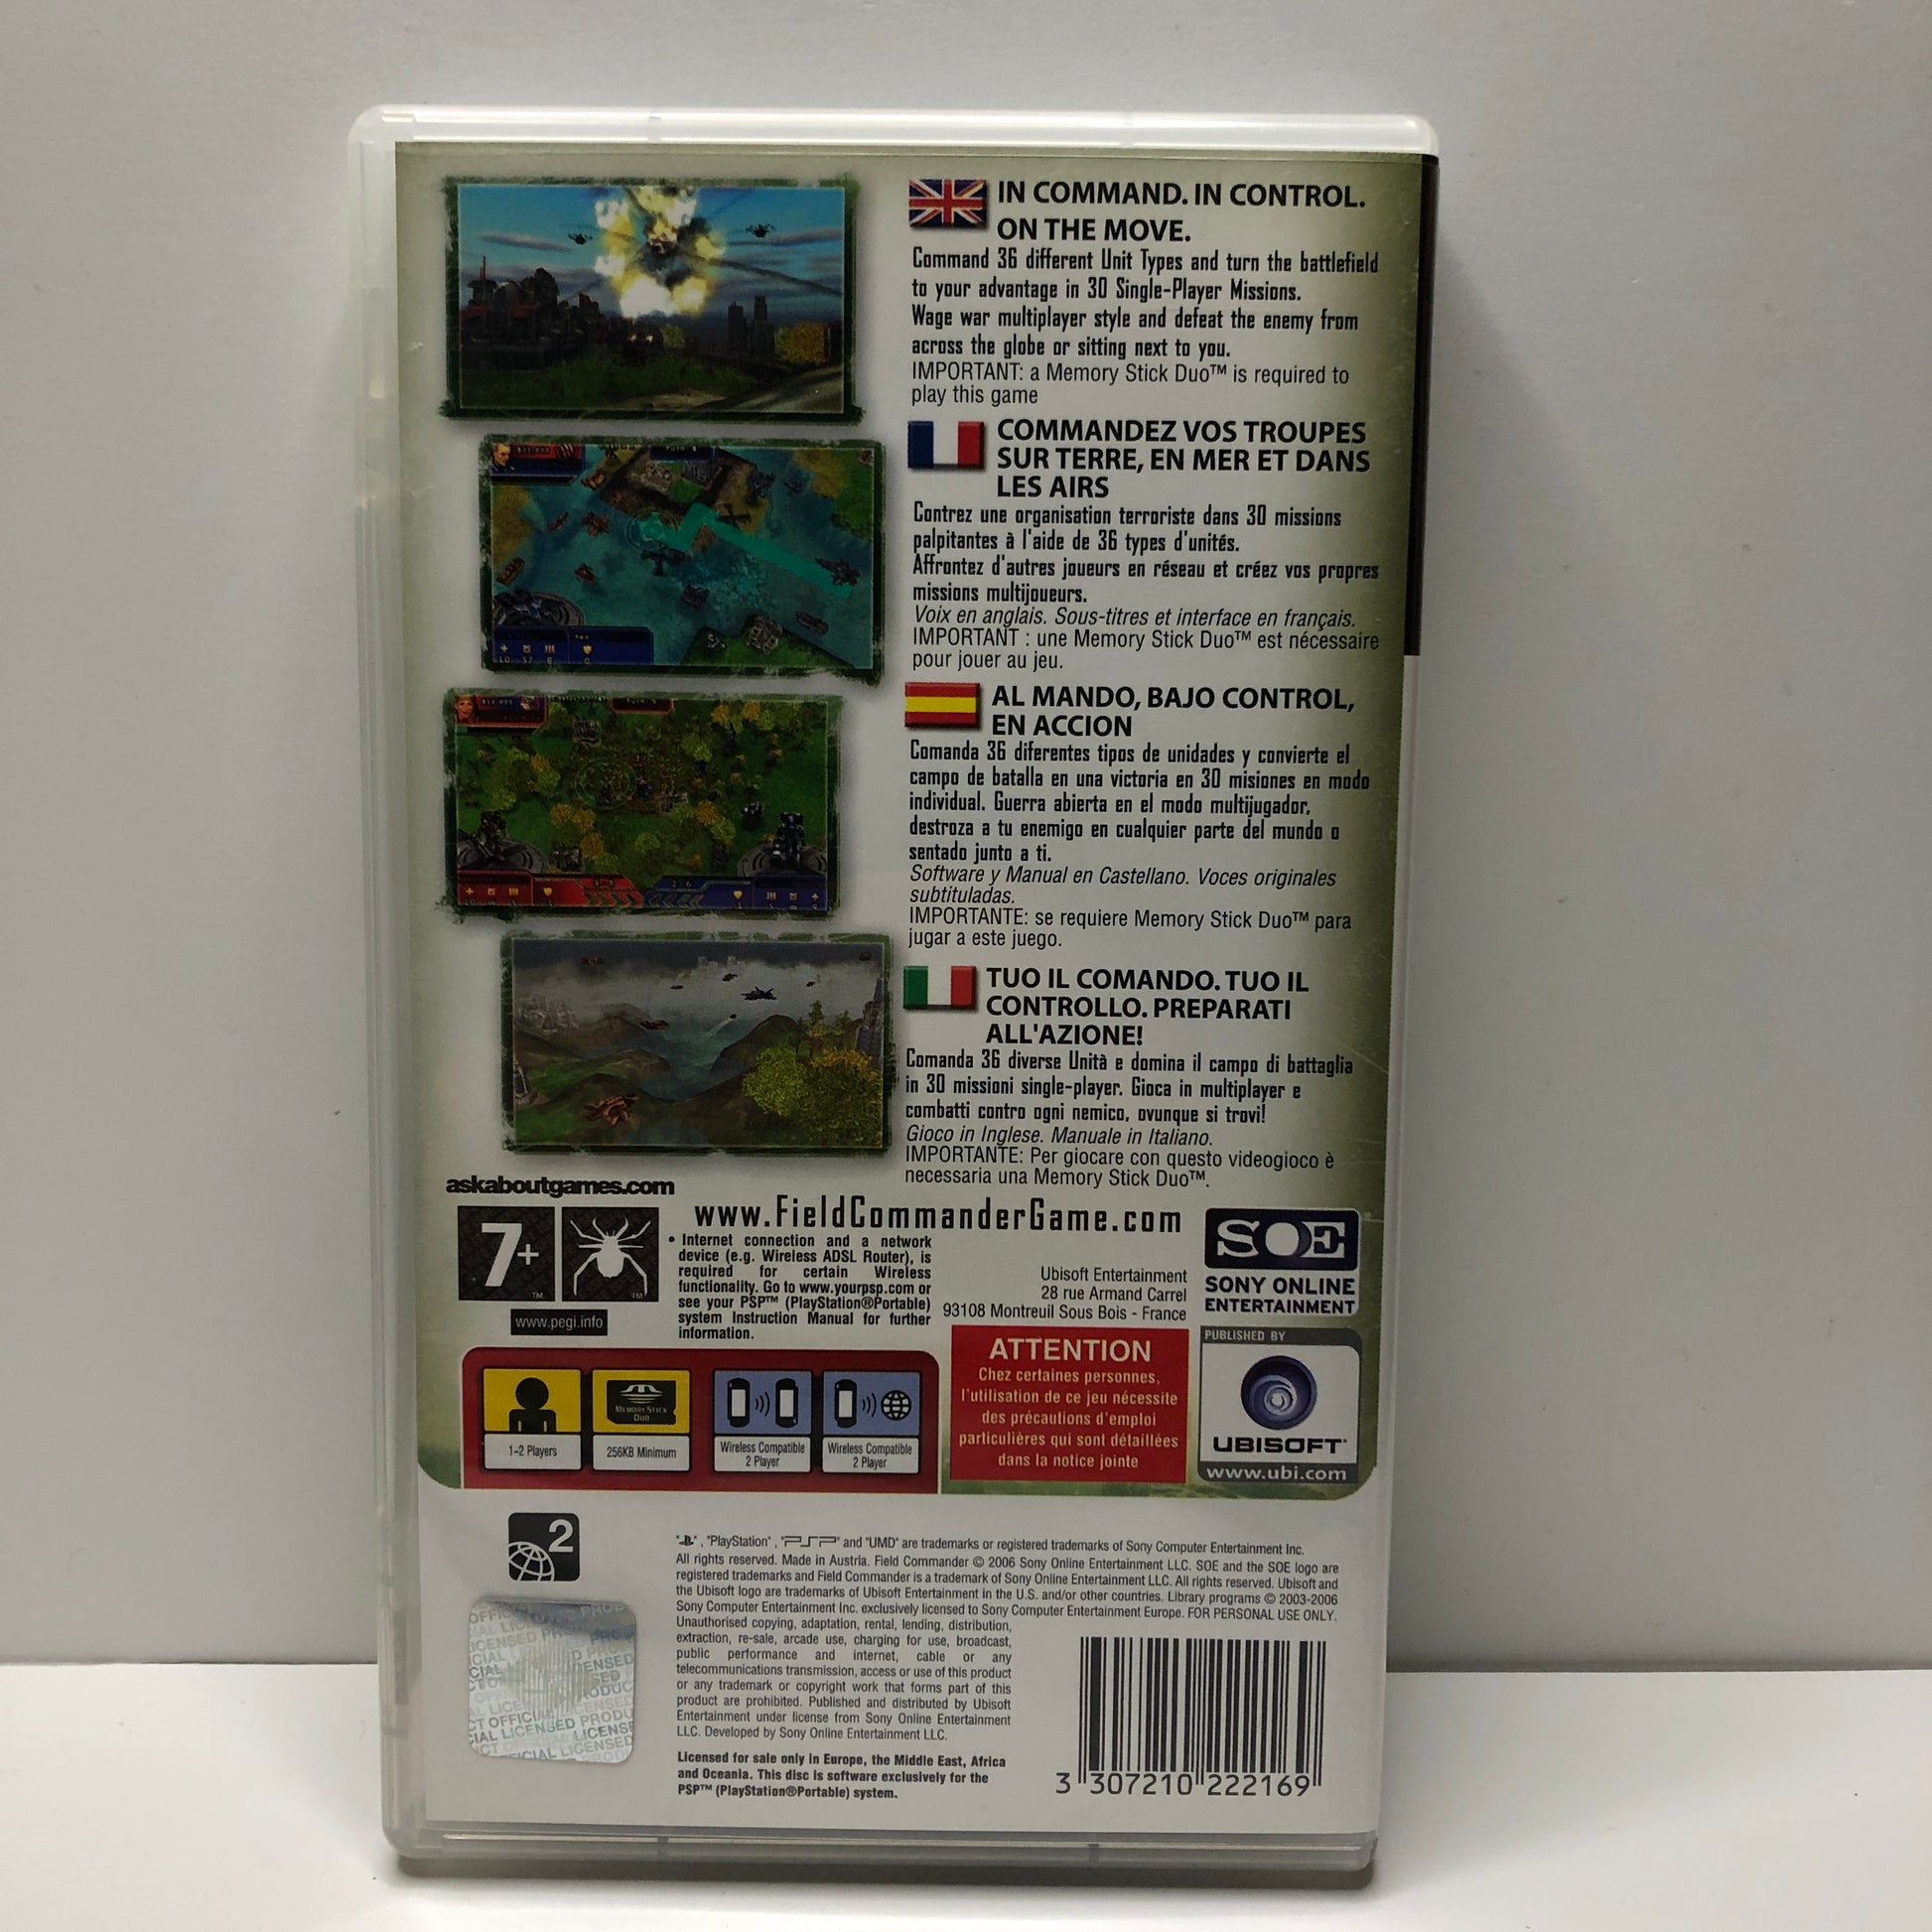 IN COMMAND. IN CONTROL.
ON THE MOVE.
Command 36 different Unit Types and turn the battlefield
to your advantage in 30 Single-Player Missions.
Wage war multiplayer style and defeat the enemy from
across the globe or sitting next to you.
IMPORTANT: a Memory Stick Duo™ is required to
play this game
COMMANDEZ VOS TROUPES
SUR TERRE, EN MER ET DANS
LES AIRS
Contrez une organisation terroriste dans 30 missions
palpitantes à l'aide de 36 types d'unités.
Affrontez d'autres joueurs en réseau et créez vos propres
missions multijoueurs.
Voix en anglais. Sous-titres et interface en français.
IMPORTANT : une Memory Stick Duo™ est nécessaire
pour jouer au jeu.
AL MANDO, BAJO CONTROL,
EN ACCION
Comanda 36 diferentes tipos de unidades y convierte el
campo de batalla en una victoria en 30 misiones en modo
individual. Guerra abierta en el modo multijugador,
destroza a tu enemigo en cualquier parte del mundo o
sentado junto a ti.
Software y Manual en Castellano. Voces originales
subtituladas.
IMPORTANTE: se requiere Memory Stick Duo™ para
jugar a este juego.
TUO IL COMANDO. TUO IL
CONTROLLO. PREPARATI
ALL'AZIONE!
Comanda 36 diverse Unità e domina il campo di battaglia
in 30 missioni single-player. Gioca in multiplayer e
combatti contro ogni nemico, ovunque si trovi!
Gioco in Inglese. Manuale in Italiano.
IMPORTANTE: Per giocare con questo videogioco è
necessaria una Memory Stick Duo™.
askaboutgames.com
7+
www.pegi.info
www.FieldCommanderGame.com
• Internet connection and a network
device (e.g. Wireless ADSL Router), is
required for certain Wireless
functionality. Go to www.yourpsp.com or
see your PSP™ (PlayStation®Portable)
system Instruction Manual for further
information.
Ubisoft Entertainment
28 rue Armand Carrel
93108 Montreuil Sous Bois - France
SOE
SONY ONLINE
ENTERTAINMENT
1-2 Players
MEMORY STICK
DUO
256KB Minimum
Wireless Compatible
2 Player
Wireless Compatible
2 Player
ATTENTION
Chez certaines personnes,
l'utilisation de ce jeu nécessite
des précautions d'emploi
particulières qui sont détaillées
dans la notice jointe
PUBLISHED BY
UBISOFT
www.ubi.com
2
"PlayStation", "PSP" and "UMD" are trademarks or registered trademarks of Sony Computer Entertainment Inc.
All rights reserved. Made in Austria. Field Commander © 2006 Sony Online Entertainment LLC. SOE and the SOE logo are
registered trademarks and Field Commander is a trademark of Sony Online Entertainment LLC. All rights reserved. Ubisoft and
the Ubisoft logo are trademarks of Ubisoft Entertainment in the U.S. and/or other countries. Library programs © 2003-2006
Sony Computer Entertainment Inc. exclusively licensed to Sony Computer Entertainment Europe. FOR PERSONAL USE ONLY.
Unauthorised copying, adaptation, rental, lending, distribution,
extraction, re-sale, arcade use, charging for use, broadcast,
public performance and internet, cable or any
telecommunications transmission, access or use of this product
or any trademark or copyright work that forms part of this
product are prohibited. Published and distributed by Ubisoft
Entertainment under license from Sony Online Entertainment
LLC. Developed by Sony Online Entertainment LLC.
Licensed for sale only in Europe, the Middle East, Africa
and Oceania. This disc is software exclusively for the
PSP™ (PlayStation®Portable) system.
3 307210 222169